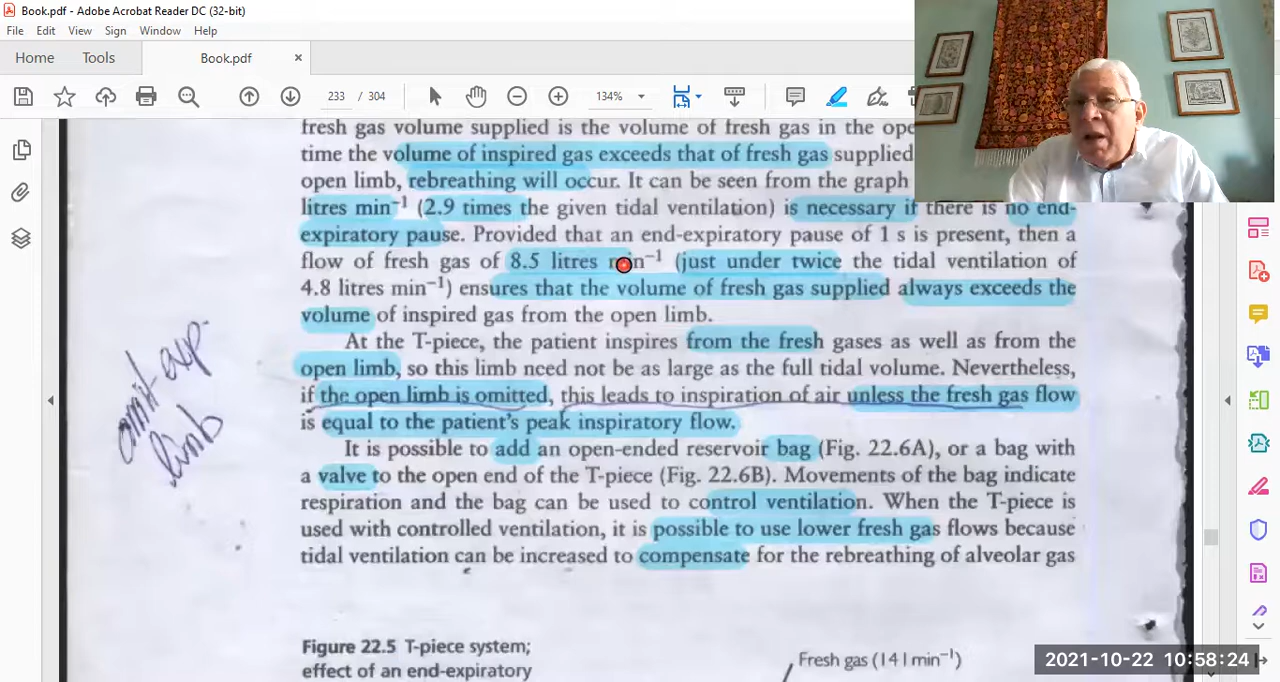 Book.pdf - Adobe Acrobat Reader DC (32-bit)
File Edit View Sign Window Help
Home Tools Book.pdf ×
233 / 304 134%
fresh gas volume supplied is the volume of fresh gas in the ope
time the volume of inspired gas exceeds that of fresh gas supplied
open limb, rebreathing will occur. It can be seen from the graph
litres min⁻¹ (2.9 times the given tidal ventilation) is necessary if there is no end-
expiratory pause. Provided that an end-expiratory pause of 1 s is present, then a
flow of fresh gas of 8.5 litres min⁻¹ (just under twice the tidal ventilation of
4.8 litres min⁻¹) ensures that the volume of fresh gas supplied always exceeds the
volume of inspired gas from the open limb.
At the T-piece, the patient inspires from the fresh gases as well as from the
open limb, so this limb need not be as large as the full tidal volume. Nevertheless,
if the open limb is omitted, this leads to inspiration of air unless the fresh gas flow
is equal to the patient's peak inspiratory flow.
It is possible to add an open-ended reservoir bag (Fig. 22.6A), or a bag with
a valve to the open end of the T-piece (Fig. 22.6B). Movements of the bag indicate
respiration and the bag can be used to control ventilation. When the T-piece is
used with controlled ventilation, it is possible to use lower fresh gas flows because
tidal ventilation can be increased to compensate for the rebreathing of alveolar gas
omit exp.
limb
Figure 22.5 T-piece system;
effect of an end-expiratory
Fresh gas (14 l min⁻¹)
2021-10-22 10:58:24